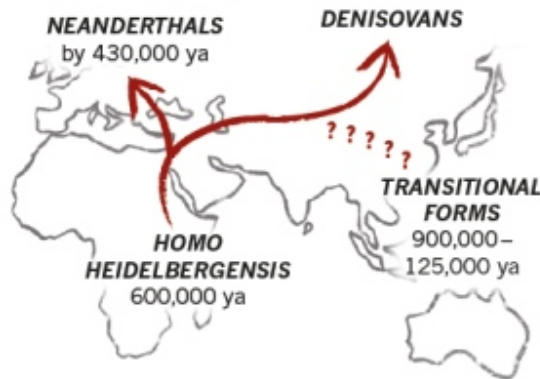 NEANDERTHALS
by 430,000 ya
DENISOVANS
? ? ? ? ?
TRANSITIONAL
FORMS
900,000–
125,000 ya
HOMO
HEIDELBERGENSIS
600,000 ya